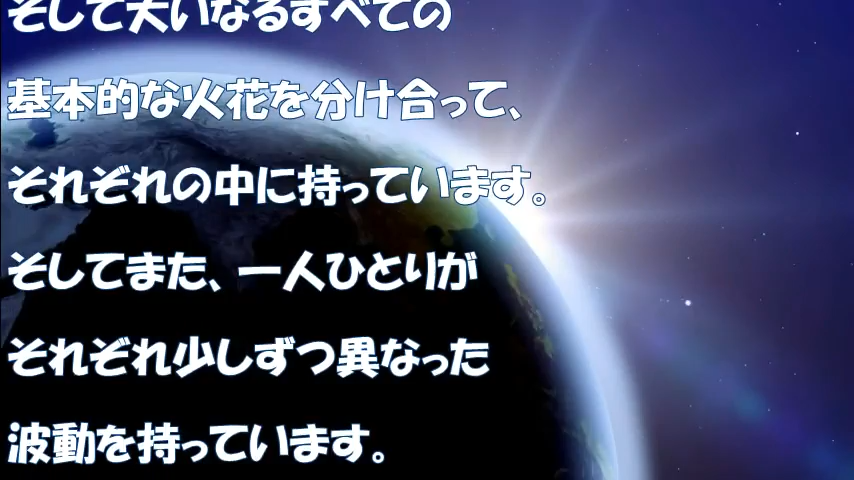 そして大いなるすべての
基本的な火花を分け合って、
それぞれの中に持っています。
そしてまた、一人ひとりが
それぞれ少しずつ異なった
波動を持っています。